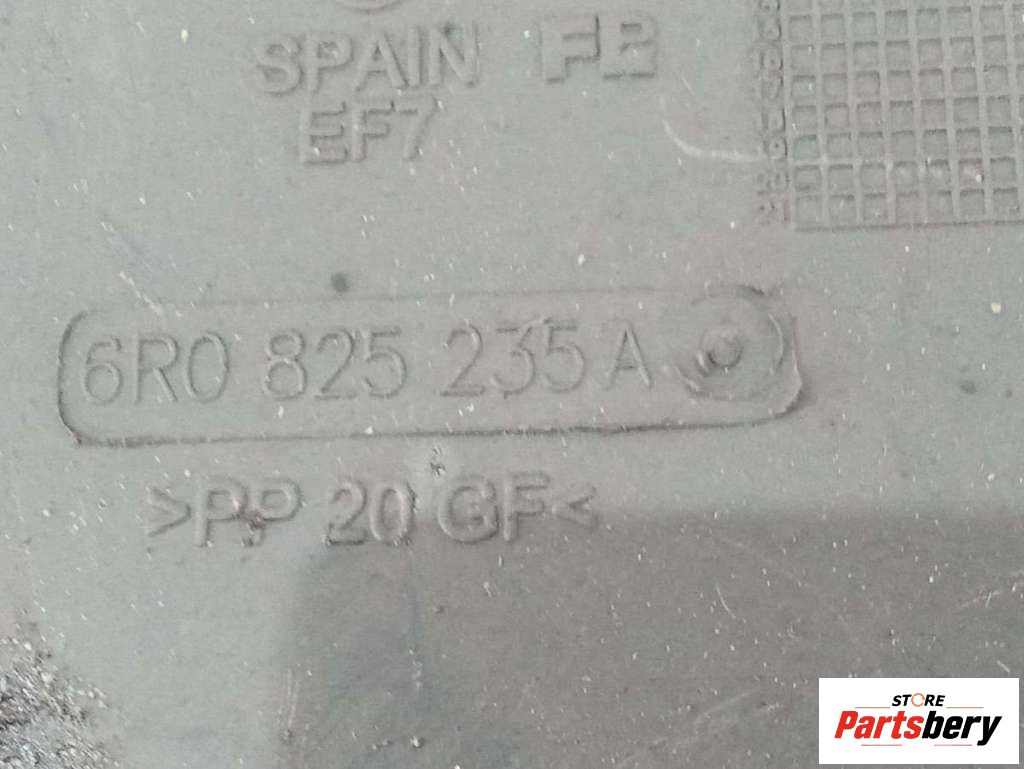 SPAIN FB
EF7
6R0 825 235 A
>PP 20 GF<
STORE
Partsbery